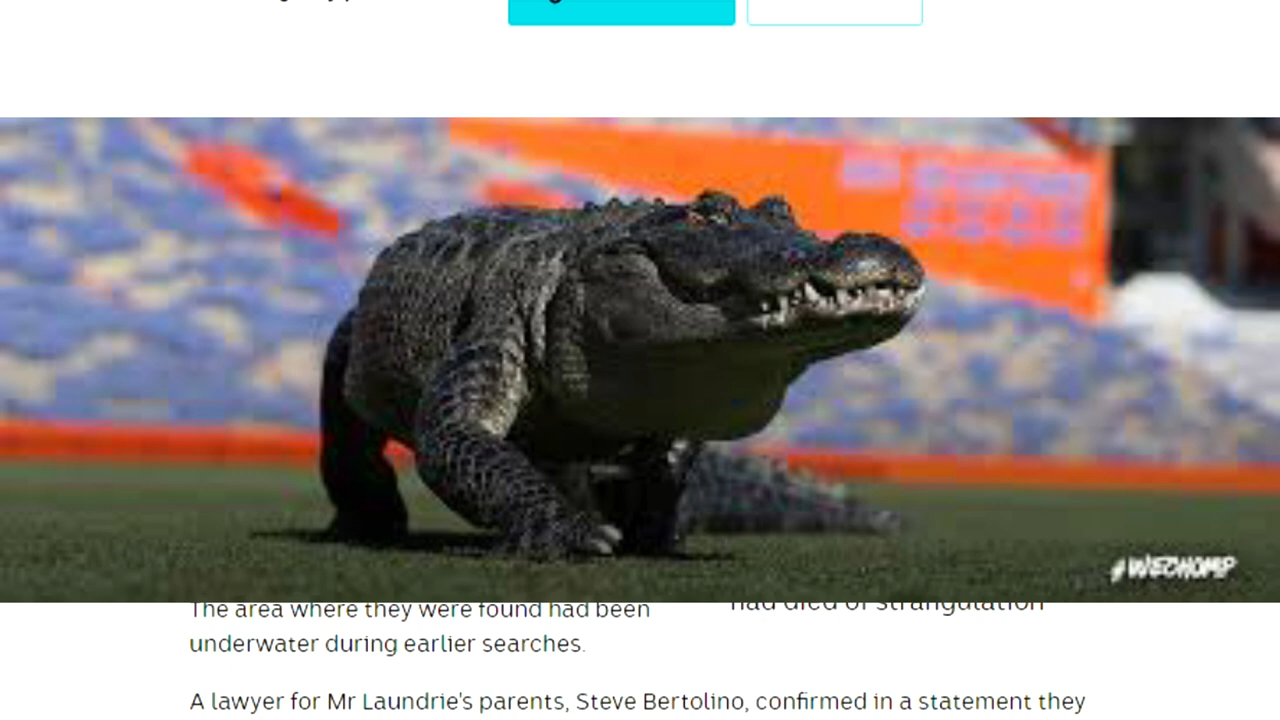 #WECHOMP
The area where they were found had been
had died of strangulation
underwater during earlier searches.
A lawyer for Mr Laundrie's parents, Steve Bertolino, confirmed in a statement they